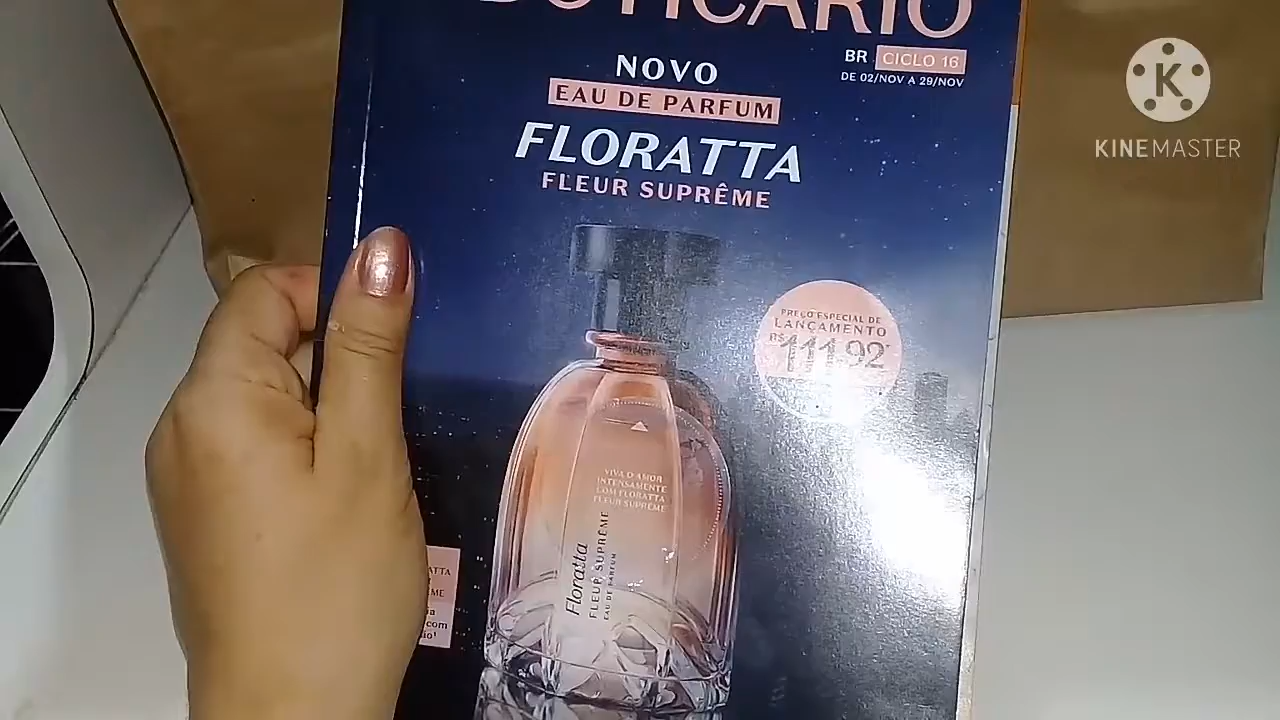 BOTICÁRIO
BR CICLO 16
DE 02/NOV A 29/NOV
NOVO
EAU DE PARFUM
FLORATTA
FLEUR SUPRÊME
PREÇO ESPECIAL DE
LANÇAMENTO
R$ 111,92*
VIVA O AMOR
INTENSAMENTE
COM FLORATTA
FLEUR SUPRÊME
Floratta
FLEUR SUPRÊME
EAU DE PARFUM
KINEMASTER